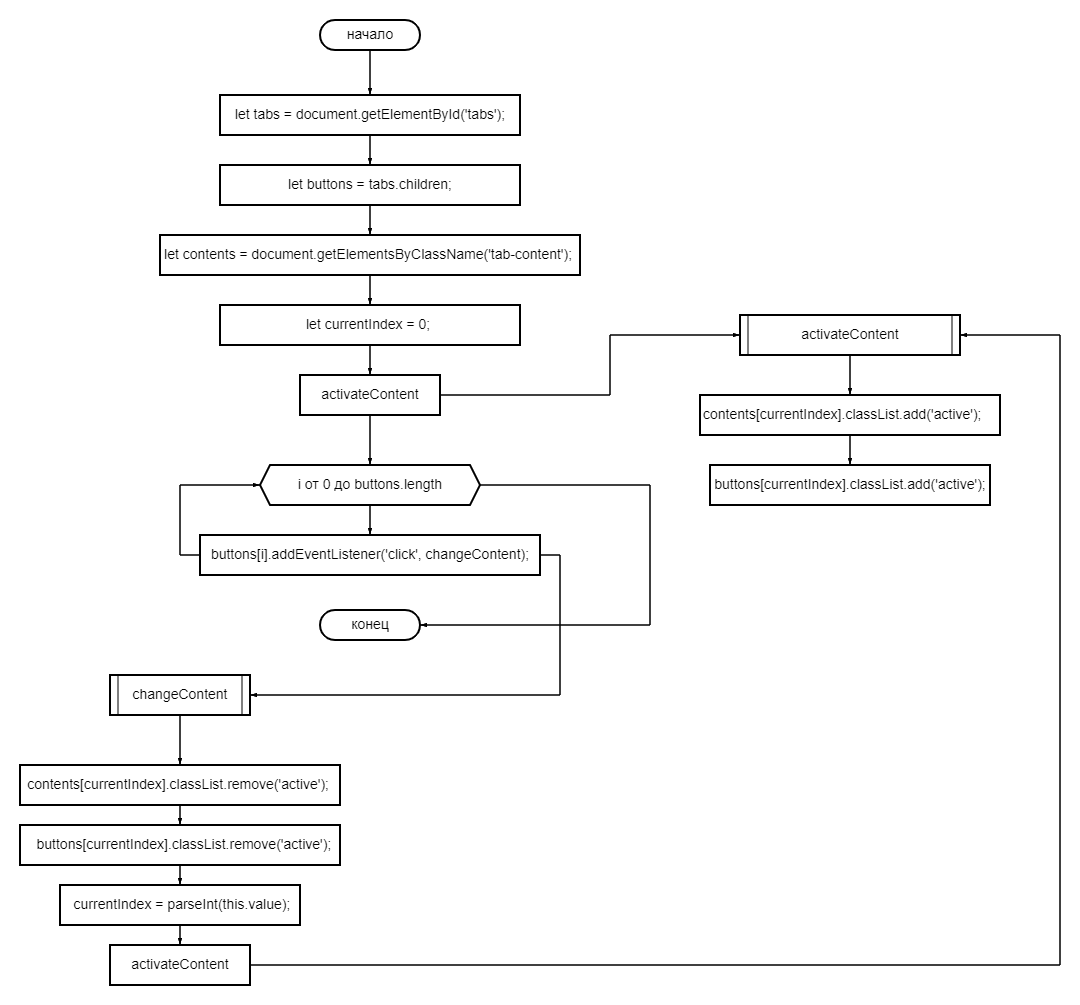 начало
let tabs = document.getElementById('tabs');
let buttons = tabs.children;
let contents = document.getElementsByClassName('tab-content');
let currentIndex = 0;
activateContent
i от 0 до buttons.length
buttons[i].addEventListener('click', changeContent);
конец
activateContent
contents[currentIndex].classList.add('active');
buttons[currentIndex].classList.add('active');
changeContent
contents[currentIndex].classList.remove('active');
buttons[currentIndex].classList.remove('active');
currentIndex = parseInt(this.value);
activateContent